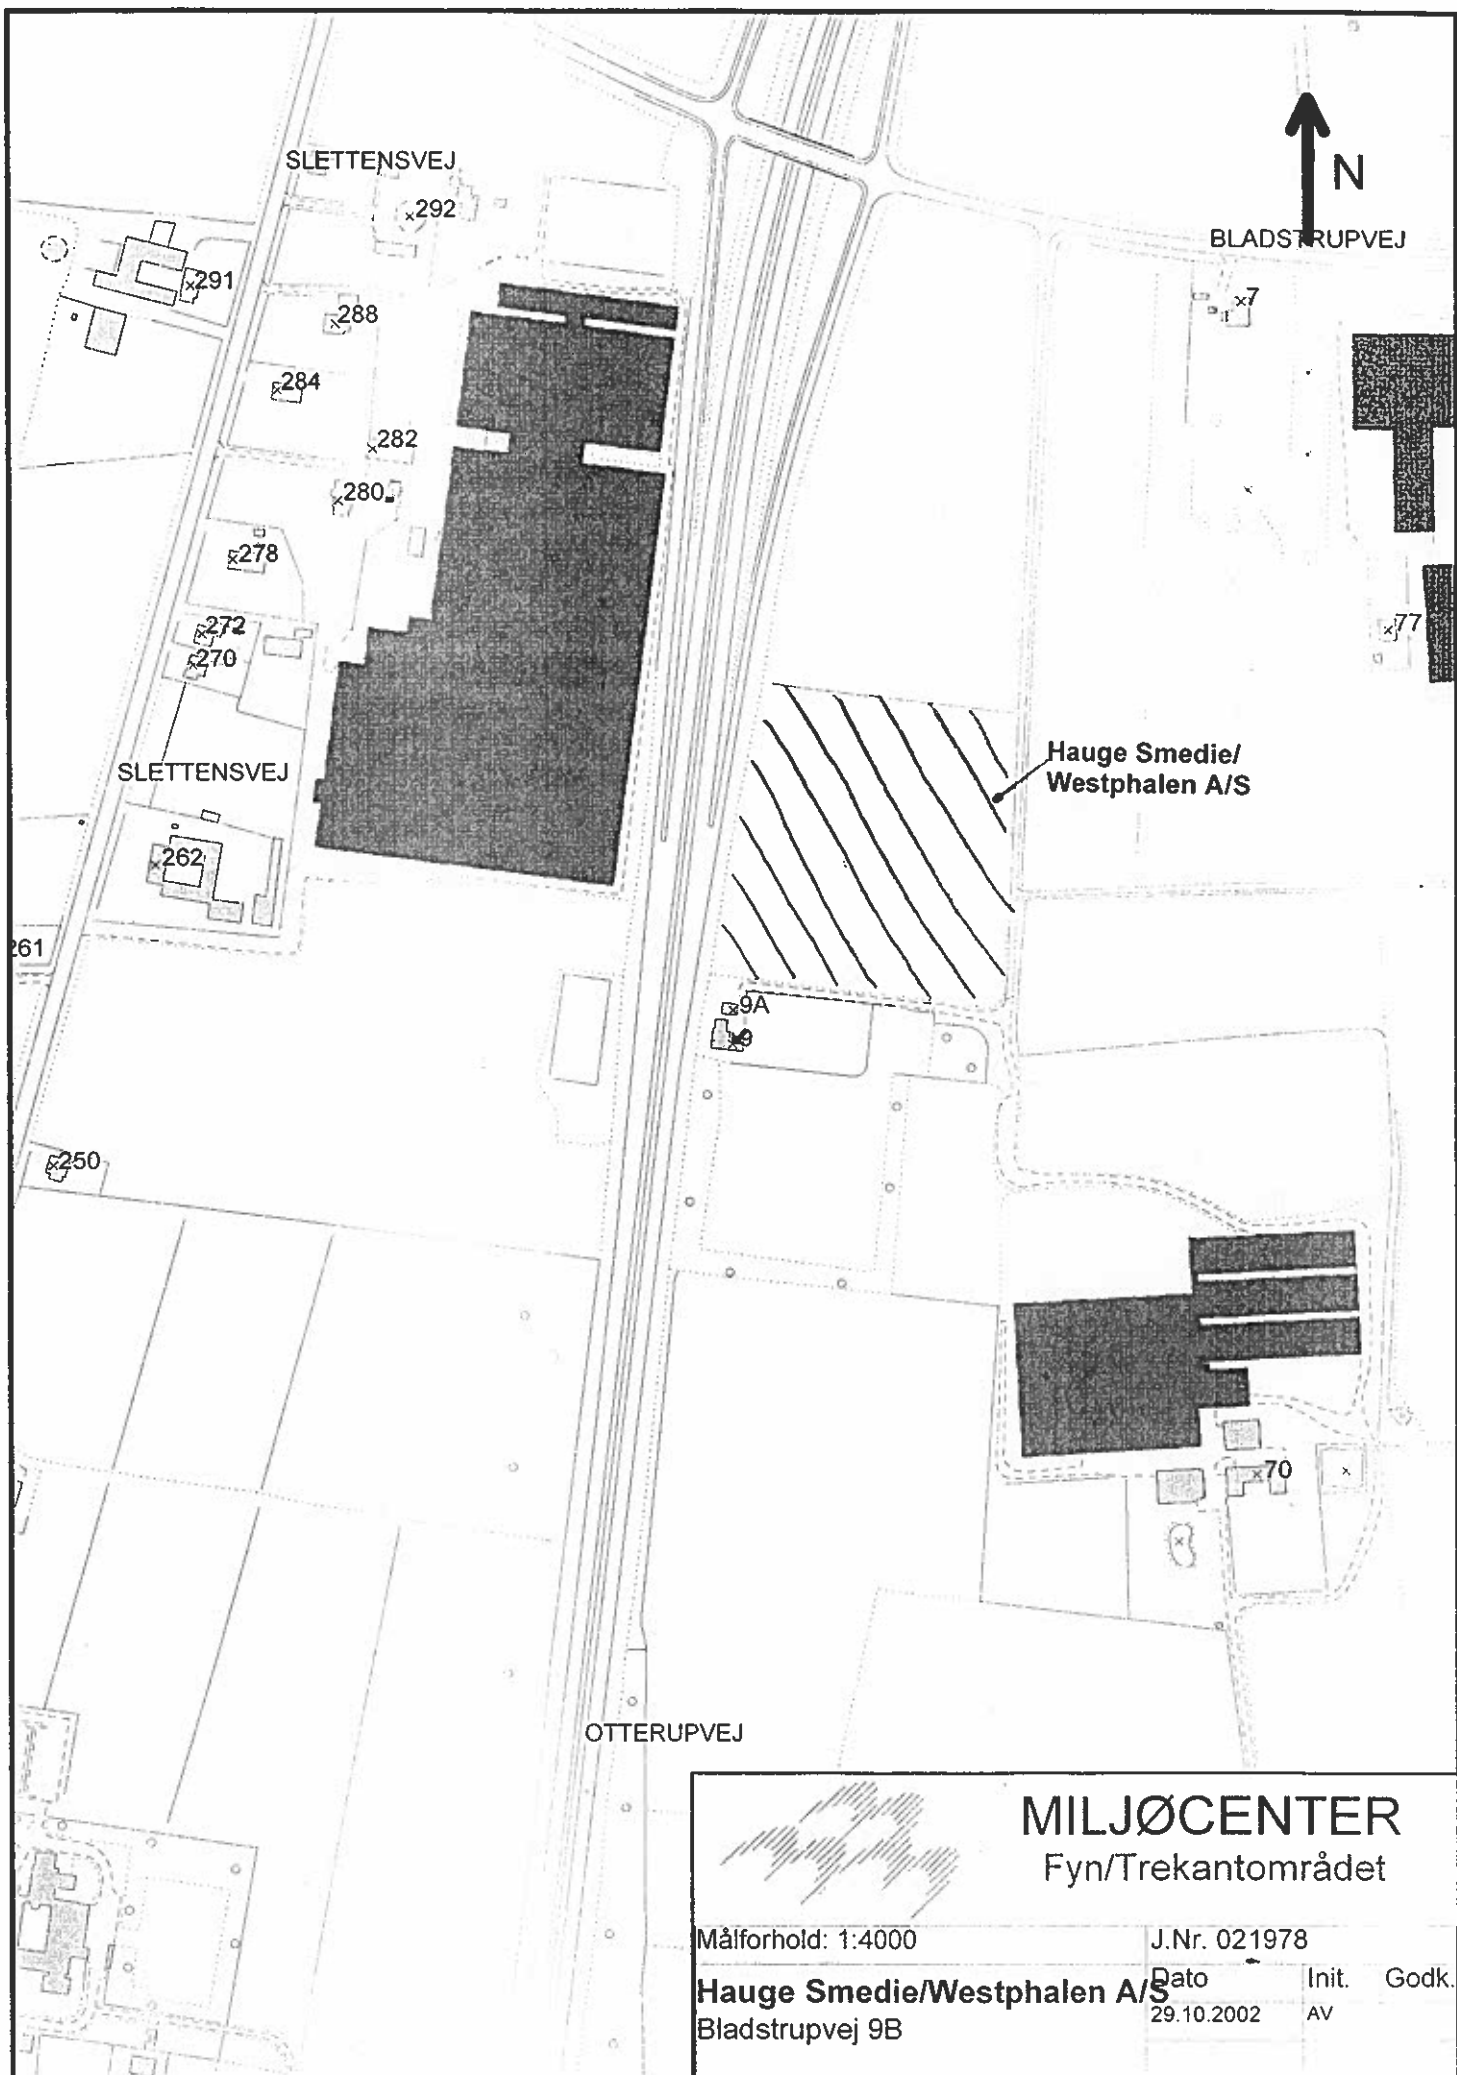 SLETTENSVEJ
292
N
BLADSTRUPVEJ
291
7
288
284
282
280
278
272
77
270
Hauge Smedie/
Westphalen A/S
SLETTENSVEJ
262
261
9A
9
250
70
OTTERUPVEJ
MILJØCENTER
Fyn/Trekantområdet
Målforhold: 1:4000
J.Nr. 021978
Hauge Smedie/Westphalen A/S
Dato
Init.
Godk.
Bladstrupvej 9B
29.10.2002
AV